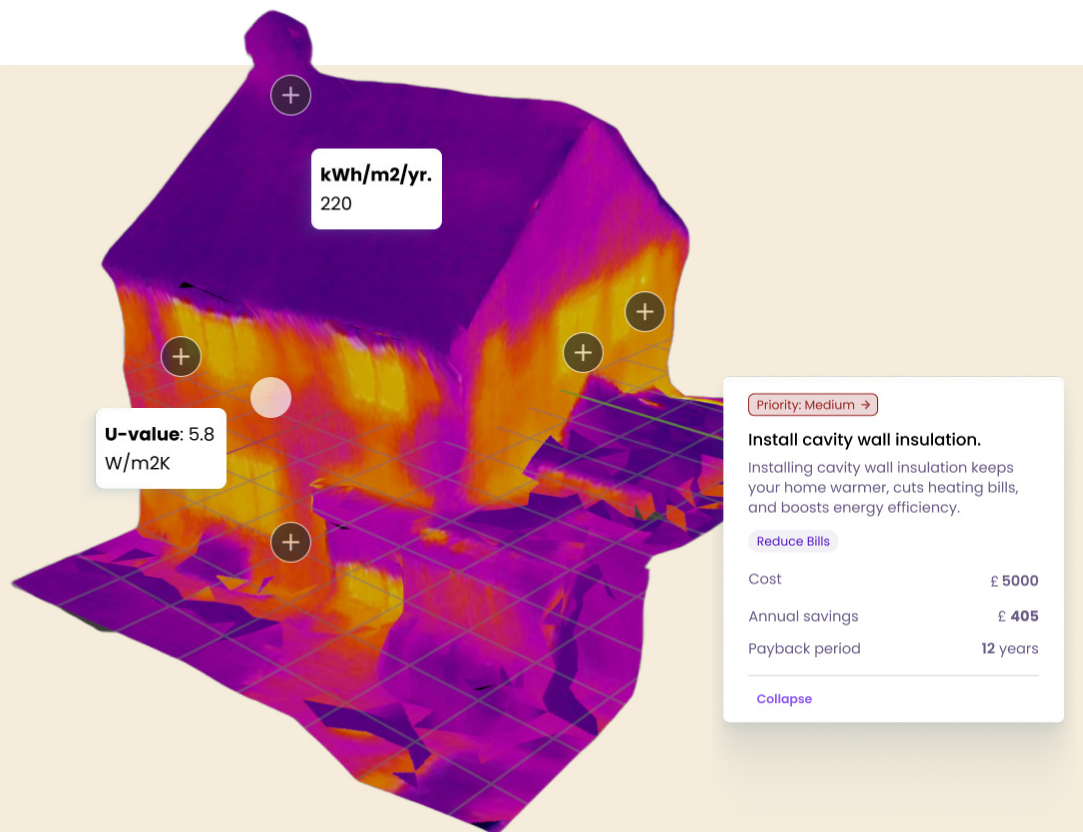 kWh/m2/yr.
220
U-value: 5.8
W/m2K
Priority: Medium →
Install cavity wall insulation.
Installing cavity wall insulation keeps
your home warmer, cuts heating bills,
and boosts energy efficiency.
Reduce Bills
Cost £ 5000
Annual savings £ 405
Payback period 12 years
Collapse